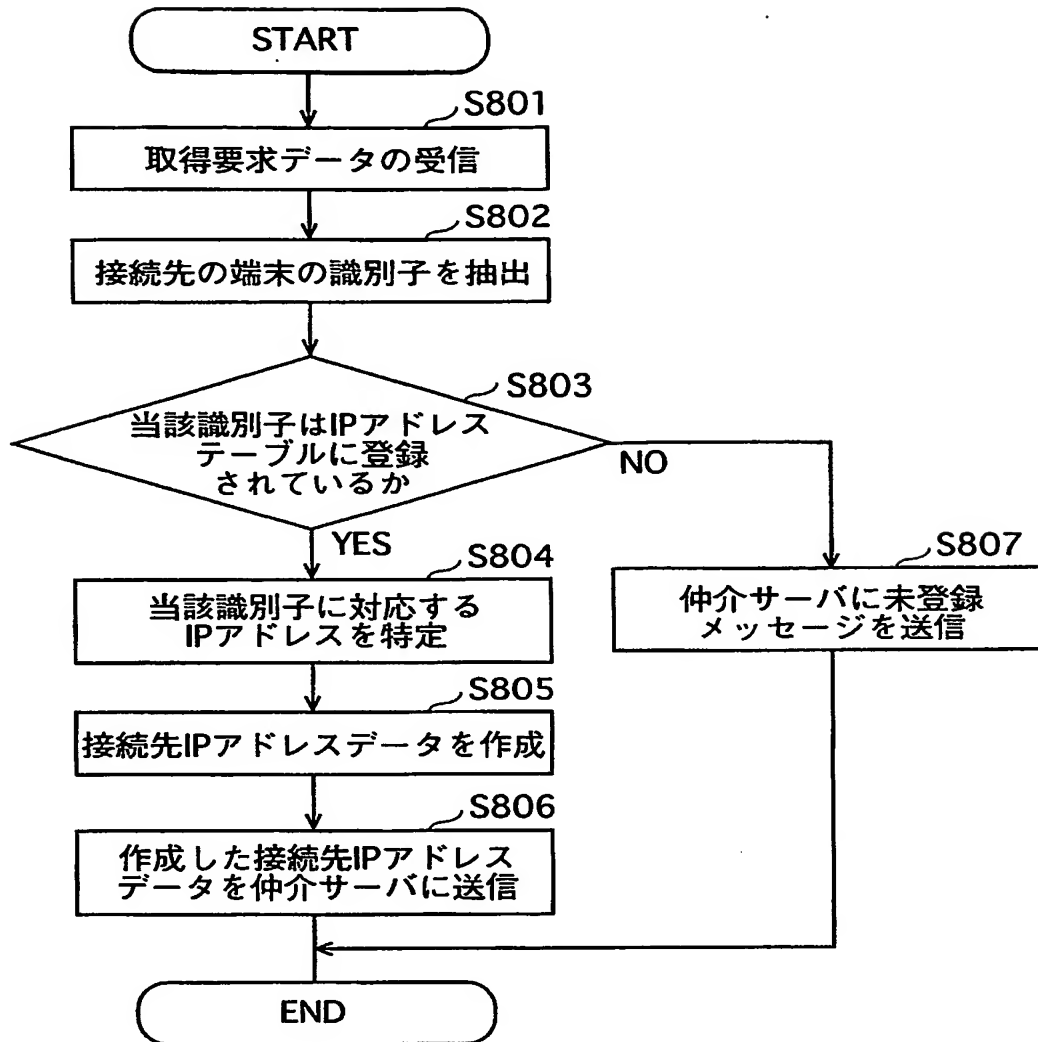 START
S801
取得要求データの受信
S802
接続先の端末の識別子を抽出
S803
当該識別子はIPアドレス
テーブルに登録
されているか
NO
YES
S804
当該識別子に対応する
IPアドレスを特定
S807
仲介サーバに未登録
メッセージを送信
S805
接続先IPアドレスデータを作成
S806
作成した接続先IPアドレス
データを仲介サーバに送信
END